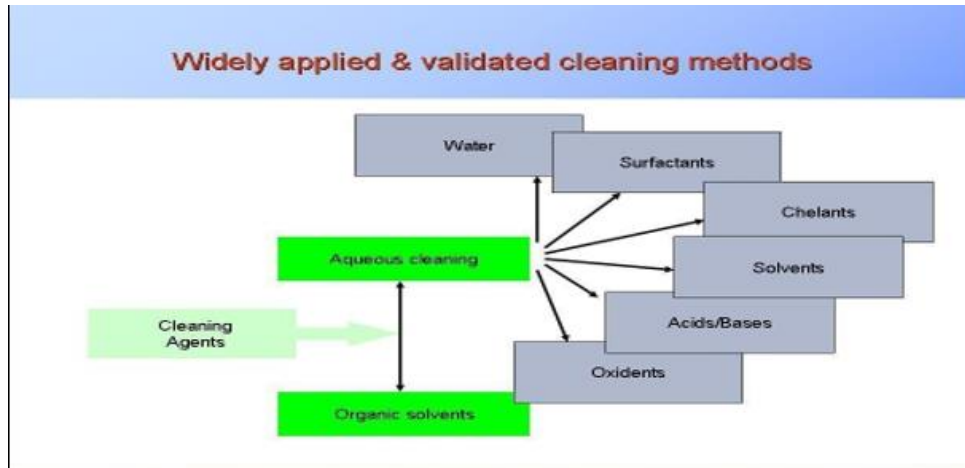 Widely applied & validated cleaning methods
Water
Surfactants
Chelants
Aqueous cleaning
Solvents
Cleaning
Agents
Acids/Bases
Oxidents
Organic solvents